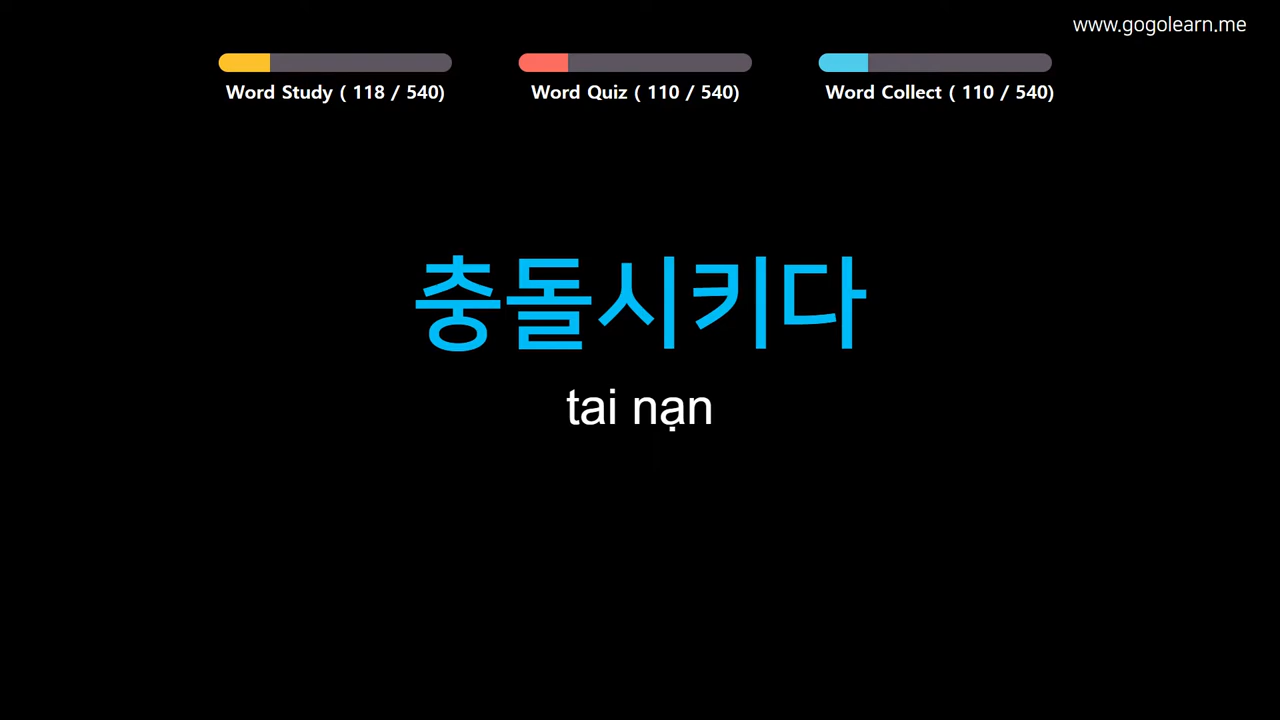 www.gogolearn.me
Word Study ( 118 / 540)
Word Quiz ( 110 / 540)
Word Collect ( 110 / 540)
충돌시키다
tai nạn